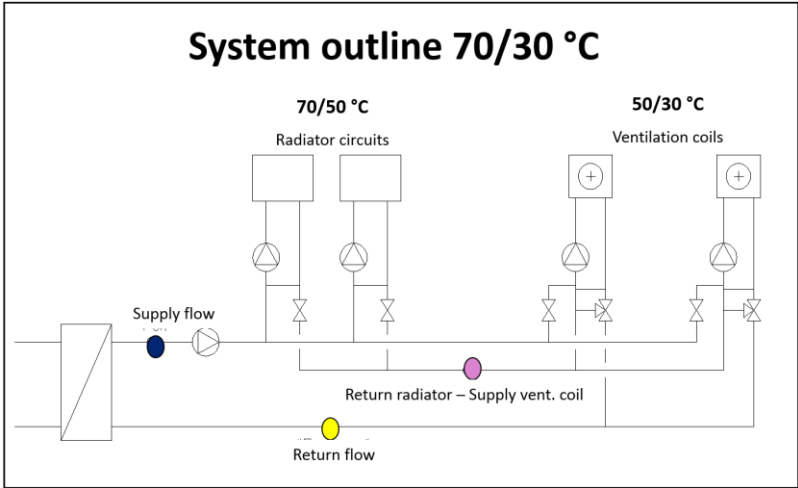 System outline 70/30 °C
70/50 °C
50/30 °C
Radiator circuits
Ventilation coils
Supply flow
Return radiator – Supply vent. coil
Return flow